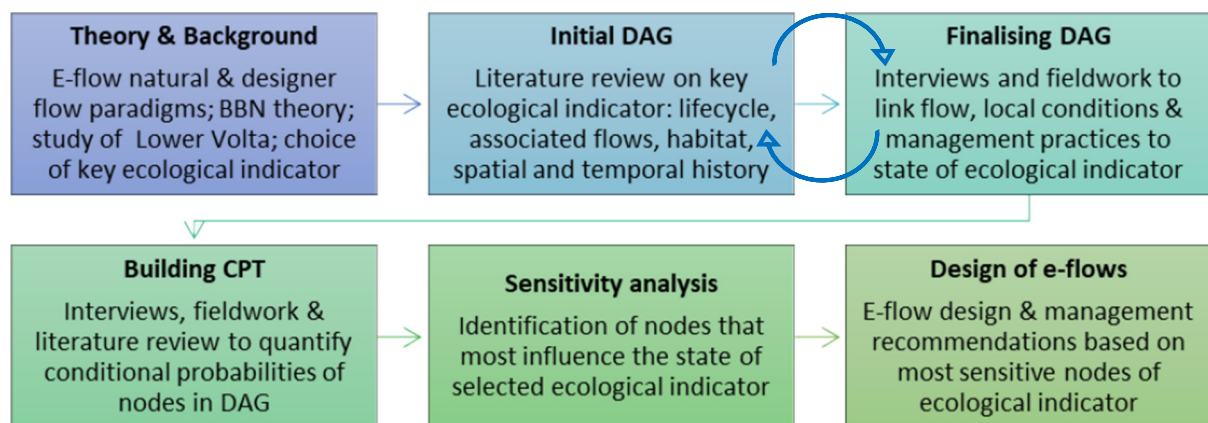 Theory & Background
E-flow natural & designer
flow paradigms; BBN theory;
study of Lower Volta; choice
of key ecological indicator
Initial DAG
Literature review on key
ecological indicator: lifecycle,
associated flows, habitat,
spatial and temporal history
Finalising DAG
Interviews and fieldwork to
link flow, local conditions &
management practices to
state of ecological indicator
Building CPT
Interviews, fieldwork &
literature review to quantify
conditional probabilities of
nodes in DAG
Sensitivity analysis
Identification of nodes that
most influence the state of
selected ecological indicator
Design of e-flows
E-flow design & management
recommendations based on
most sensitive nodes of
ecological indicator